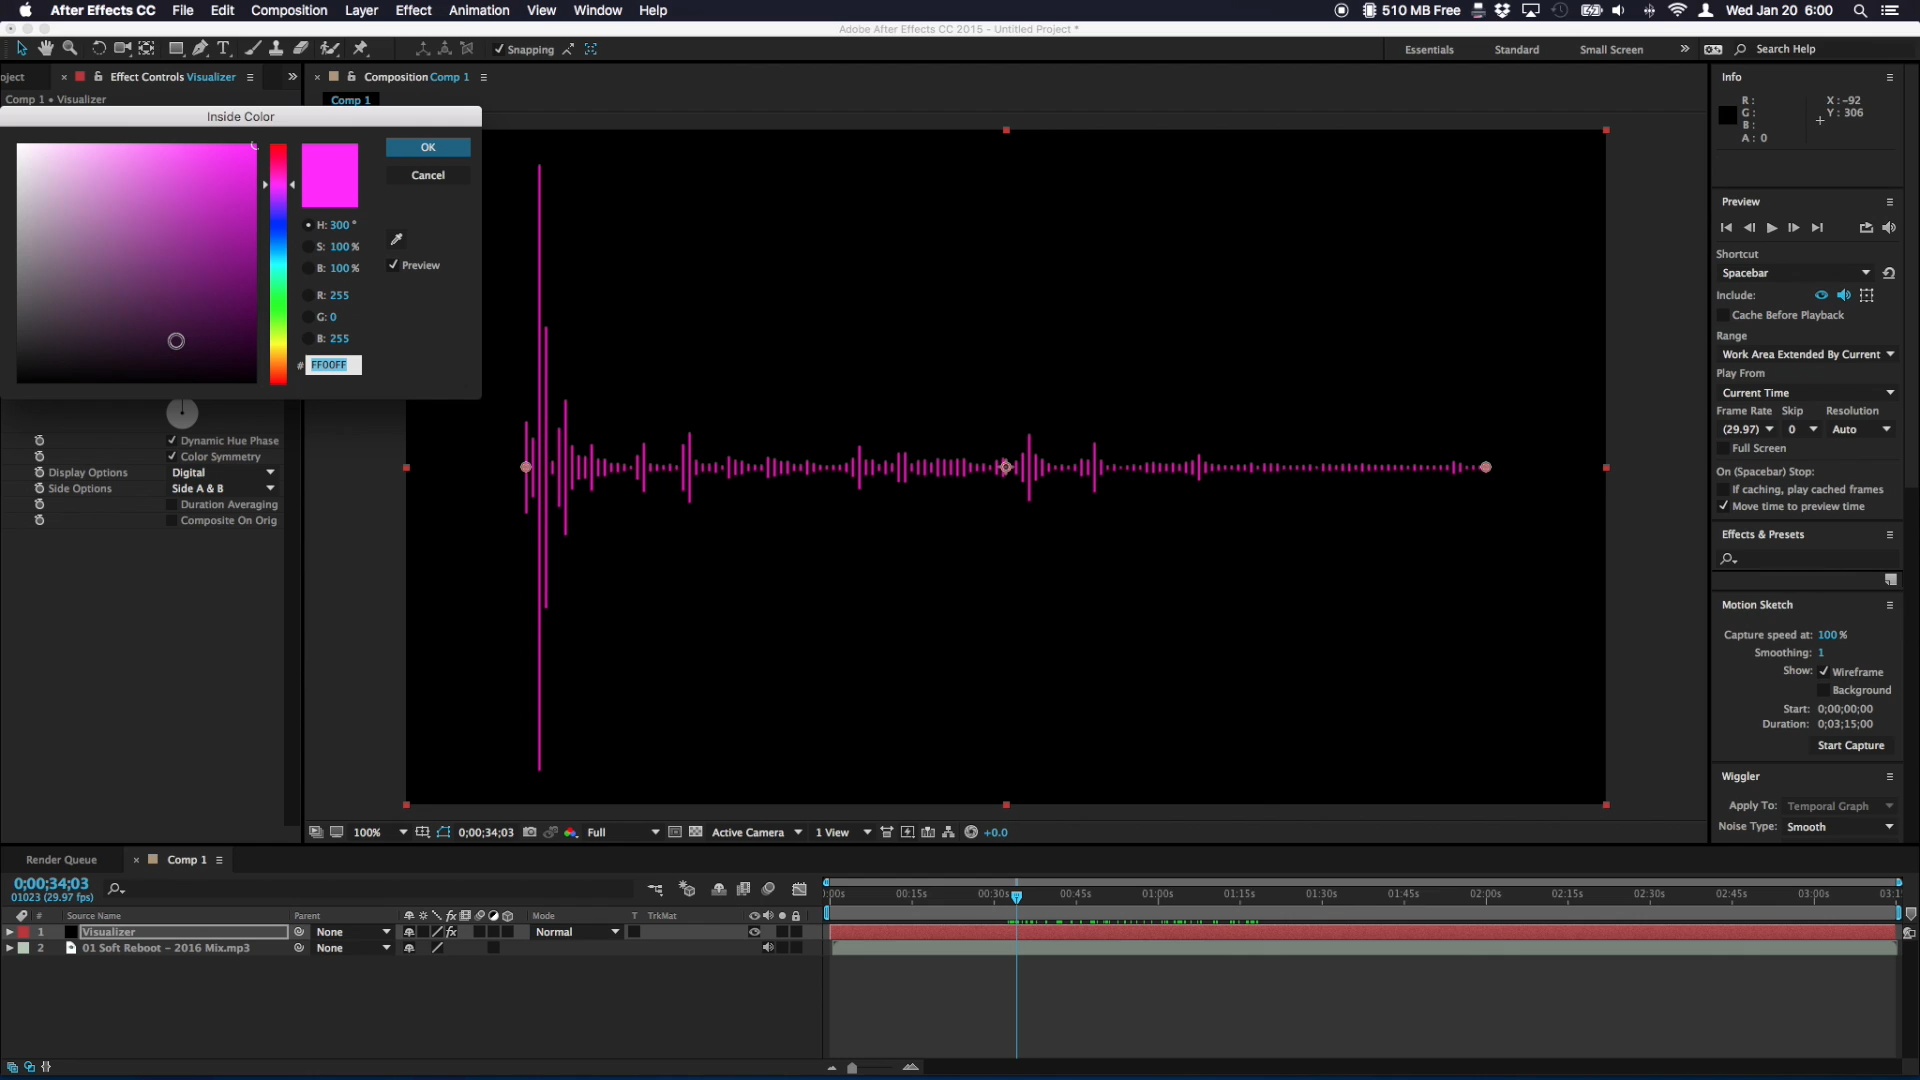 After Effects CC File Edit Composition Layer Effect Animation View Window Help 510 MB Free Wed Jan 20 6:00
Adobe After Effects CC 2015 - Untitled Project *
Snapping Essentials Standard Small Screen Search Help
oject Effect Controls Visualizer Composition Comp 1
Comp 1 • Visualizer
Comp 1
Inside Color
OK
Cancel
H: 300 °
S: 100 %
B: 100 %
Preview
R: 255
G: 0
B: 255
# FF00FF
Dynamic Hue Phase
Color Symmetry
Display Options Digital
Side Options Side A & B
Duration Averaging
Composite On Orig
100% 0;00;34;03 Full Active Camera 1 View +0.0
Info
R: X: -92
G: Y: 306
B:
A: 0
Preview
Shortcut
Spacebar
Include:
Cache Before Playback
Range
Work Area Extended By Current
Play From
Current Time
Frame Rate Skip Resolution
(29.97) 0 Auto
Full Screen
On (Spacebar) Stop:
If caching, play cached frames
Move time to preview time
Effects & Presets
Motion Sketch
Capture speed at: 100 %
Smoothing: 1
Show: Wireframe
Background
Start: 0;00;00;00
Duration: 0;03;15;00
Start Capture
Wiggler
Apply To: Temporal Graph
Noise Type: Smooth
Render Queue Comp 1
0;00;34;03
01023 (29.97 fps)
:00s 00:15s 00:30s 00:45s 01:00s 01:15s 01:30s 01:45s 02:00s 02:15s 02:30s 02:45s 03:00s 03:1
# Source Name Parent Mode T TrkMat
1 Visualizer None fx Normal
2 01 Soft Reboot - 2016 Mix.mp3 None